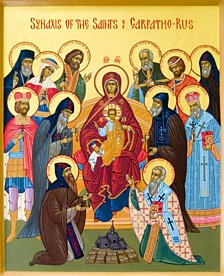 SYNAXIS OF THE SAINTS OF CARPATHO-RUS